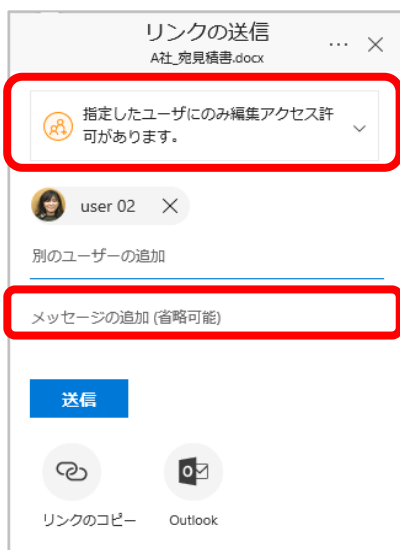 リンクの送信
A社_宛見積書.docx
指定したユーザにのみ編集アクセス許
可があります。
user 02
別のユーザーの追加
メッセージの追加 (省略可能)
送信
リンクのコピー
Outlook